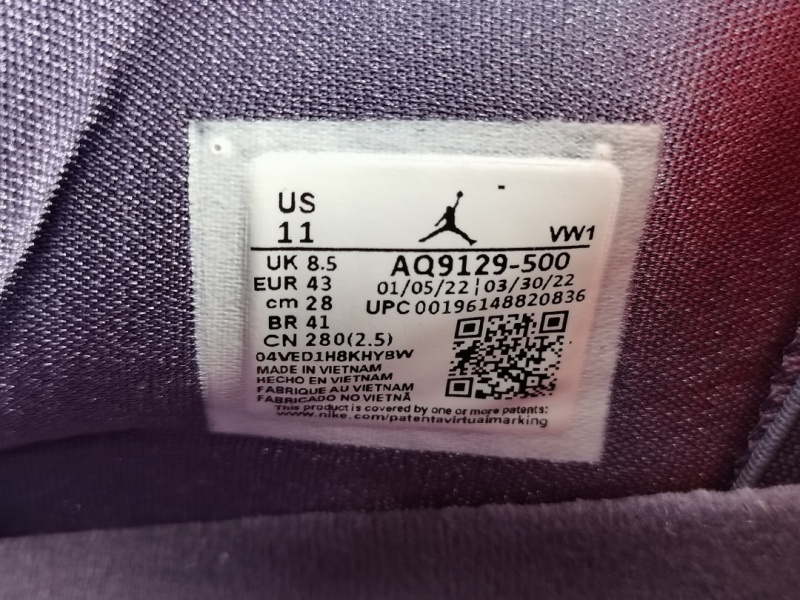 US
11
VW1
UK 8.5
EUR 43
cm 28
BR 41
CN 280(2.5)
AQ9129-500
01/05/22 | 03/30/22
UPC 00196148820836
04VED1H8KHYBW
MADE IN VIETNAM
HECHO EN VIETNAM
FABRIQUE AU VIETNAM
FABRICADO NO VIETNÃ
This product is covered by one or more patents:
www.nike.com/patentavirtualmarking